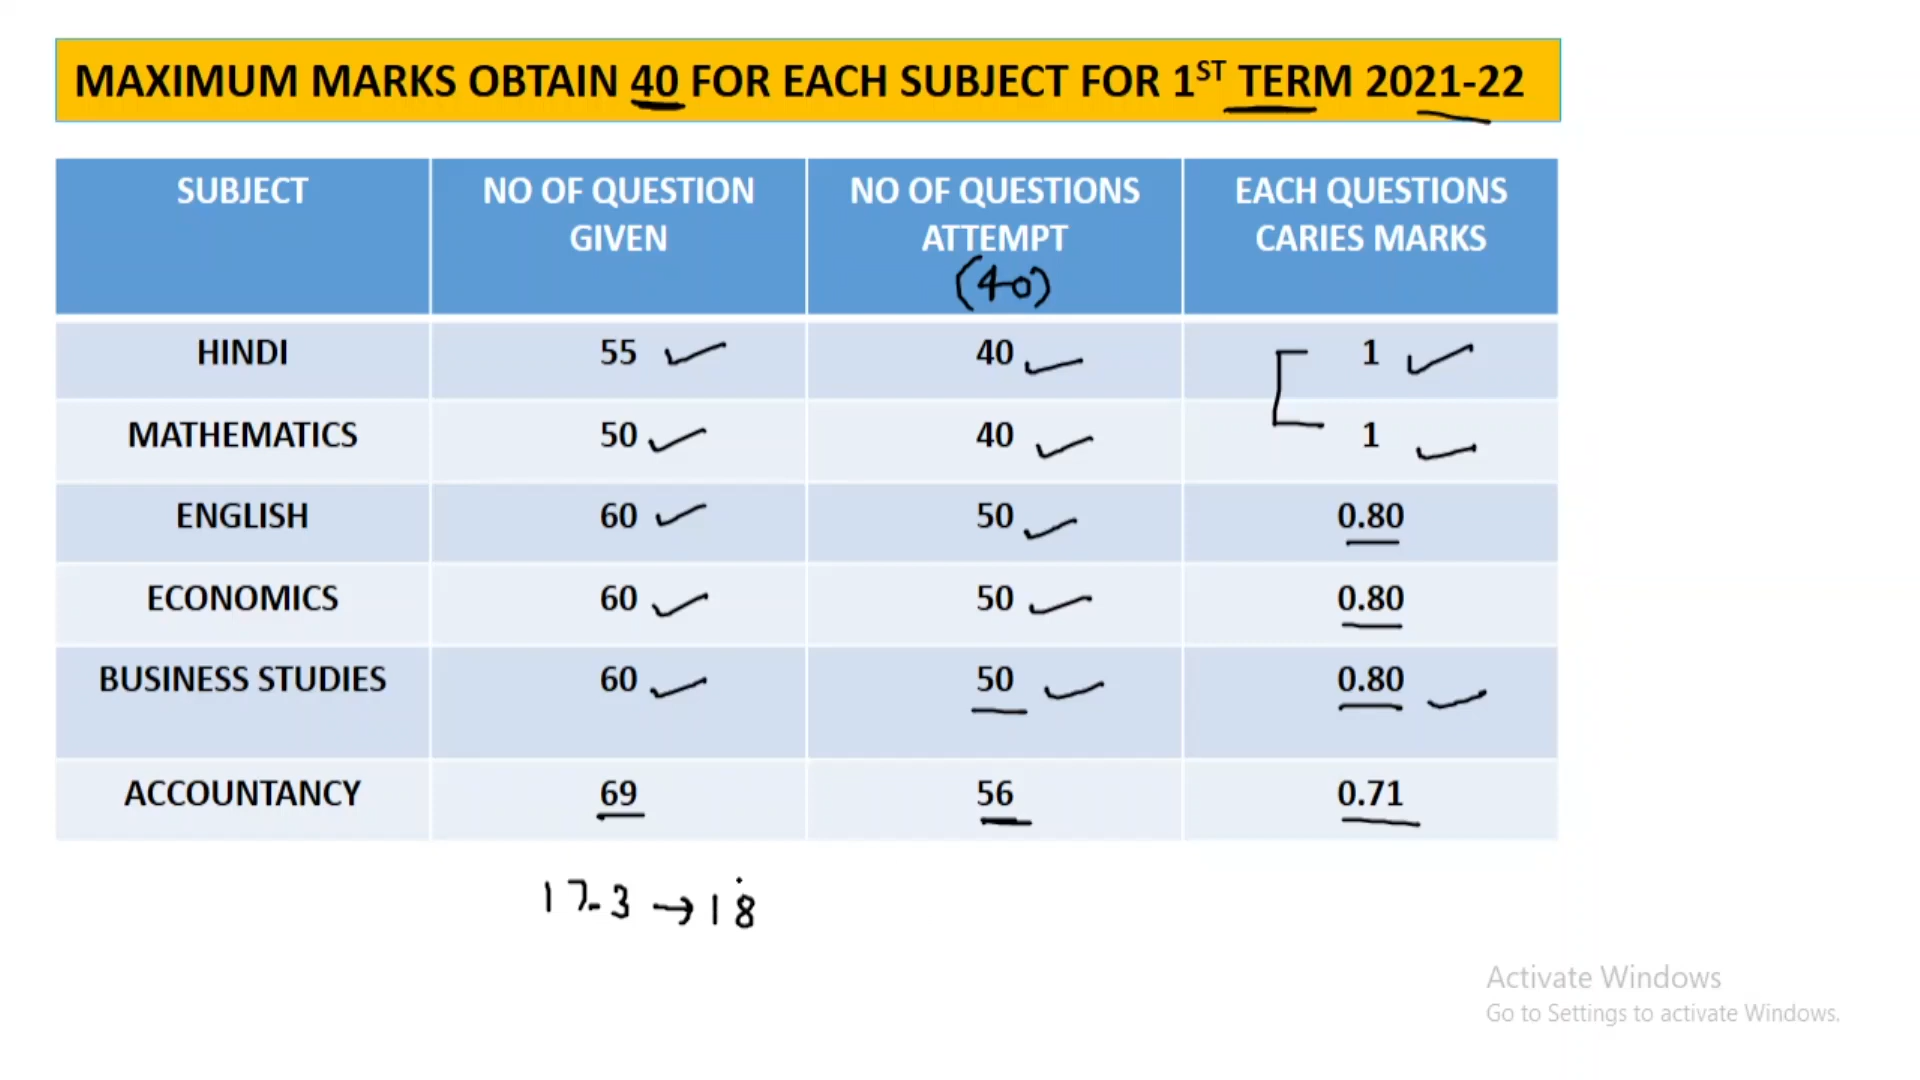 MAXIMUM MARKS OBTAIN 40 FOR EACH SUBJECT FOR 1ST TERM 2021-22
SUBJECT
NO OF QUESTION
GIVEN
NO OF QUESTIONS
ATTEMPT
(40)
EACH QUESTIONS
CARIES MARKS
HINDI 55 40 1
MATHEMATICS 50 40 1
ENGLISH 60 50 0.80
ECONOMICS 60 50 0.80
BUSINESS STUDIES 60 50 0.80
ACCOUNTANCY 69 56 0.71
17.3 → 18
Activate Windows
Go to Settings to activate Windows.